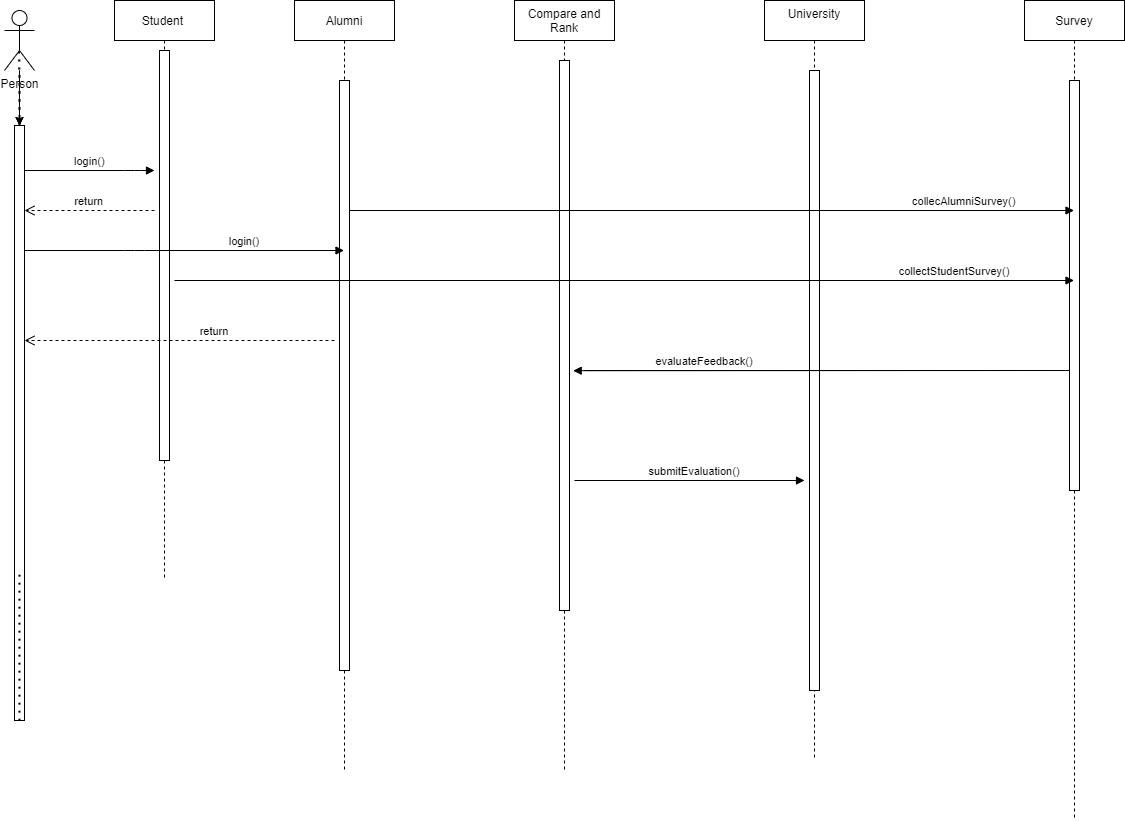 Student
Alumni
Compare and
Rank
University
Survey
Person
login()
return
collecAlumniSurvey()
login()
collectStudentSurvey()
return
evaluateFeedback()
submitEvaluation()